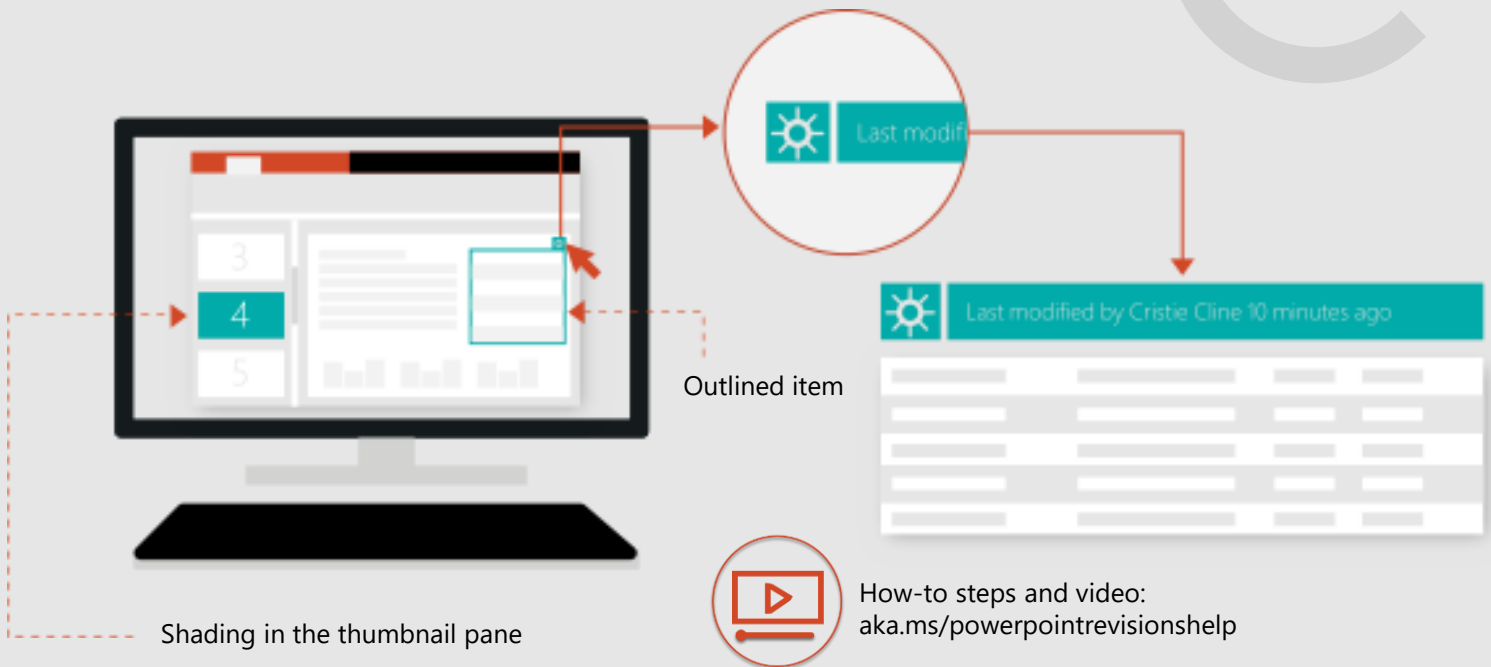 Last modifi
3
4
5
Last modified by Cristie Cline 10 minutes ago
Outlined item
How-to steps and video:
aka.ms/powerpointrevisionshelp
Shading in the thumbnail pane